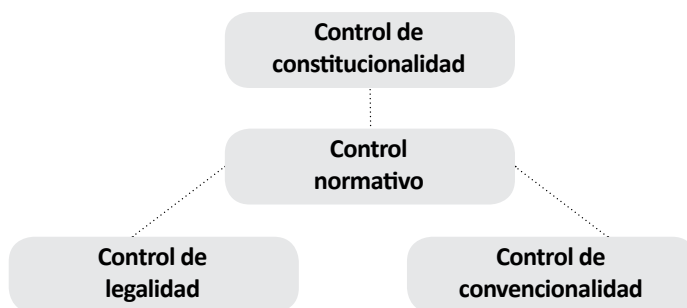 Control de
constitucionalidad
Control
normativo
Control de
legalidad
Control de
convencionalidad